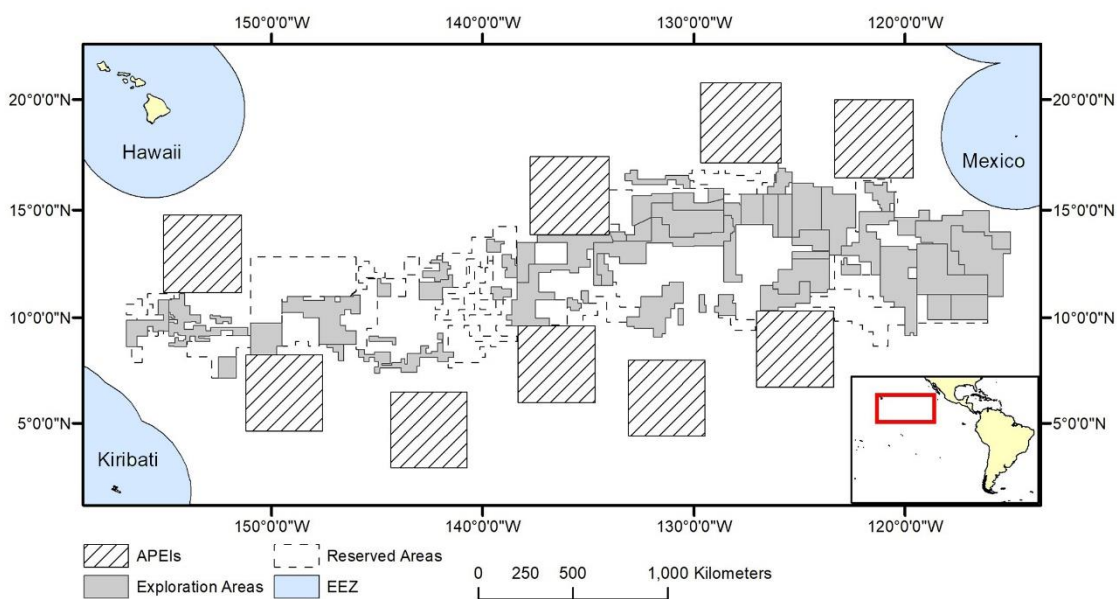 150°0'0"W 140°0'0"W 130°0'0"W 120°0'0"W
20°0'0"N 20°0'0"N
Hawaii Mexico
15°0'0"N 15°0'0"N
10°0'0"N 10°0'0"N
5°0'0"N 5°0'0"N
Kiribati
150°0'0"W 140°0'0"W 130°0'0"W 120°0'0"W
APEIs Reserved Areas
Exploration Areas EEZ
0 250 500 1,000 Kilometers